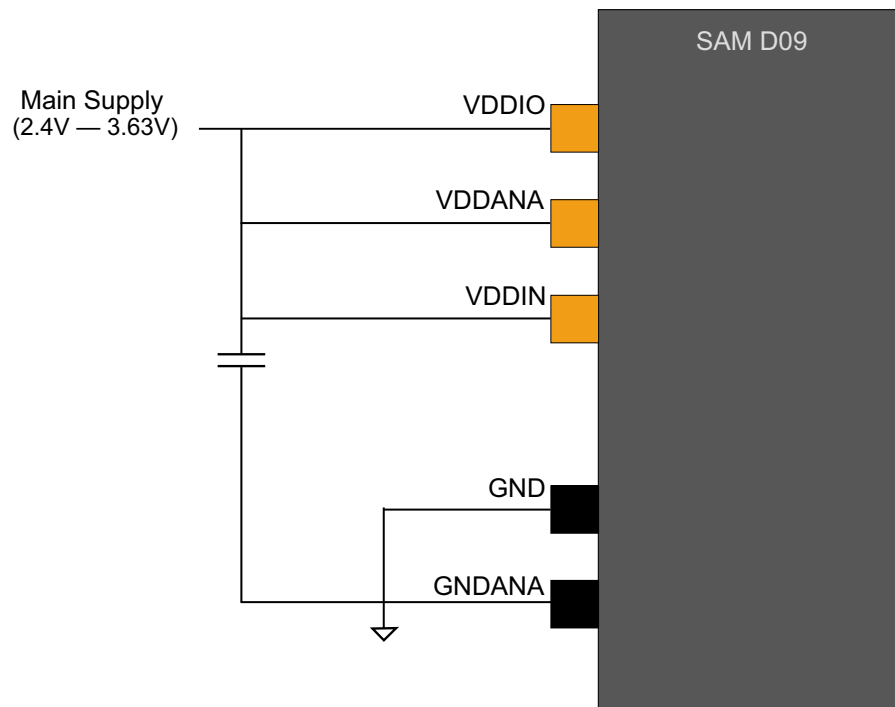 SAM D09
VDDIO
Main Supply
(2.4V — 3.63V)
VDDANA
VDDIN
GND
GNDANA